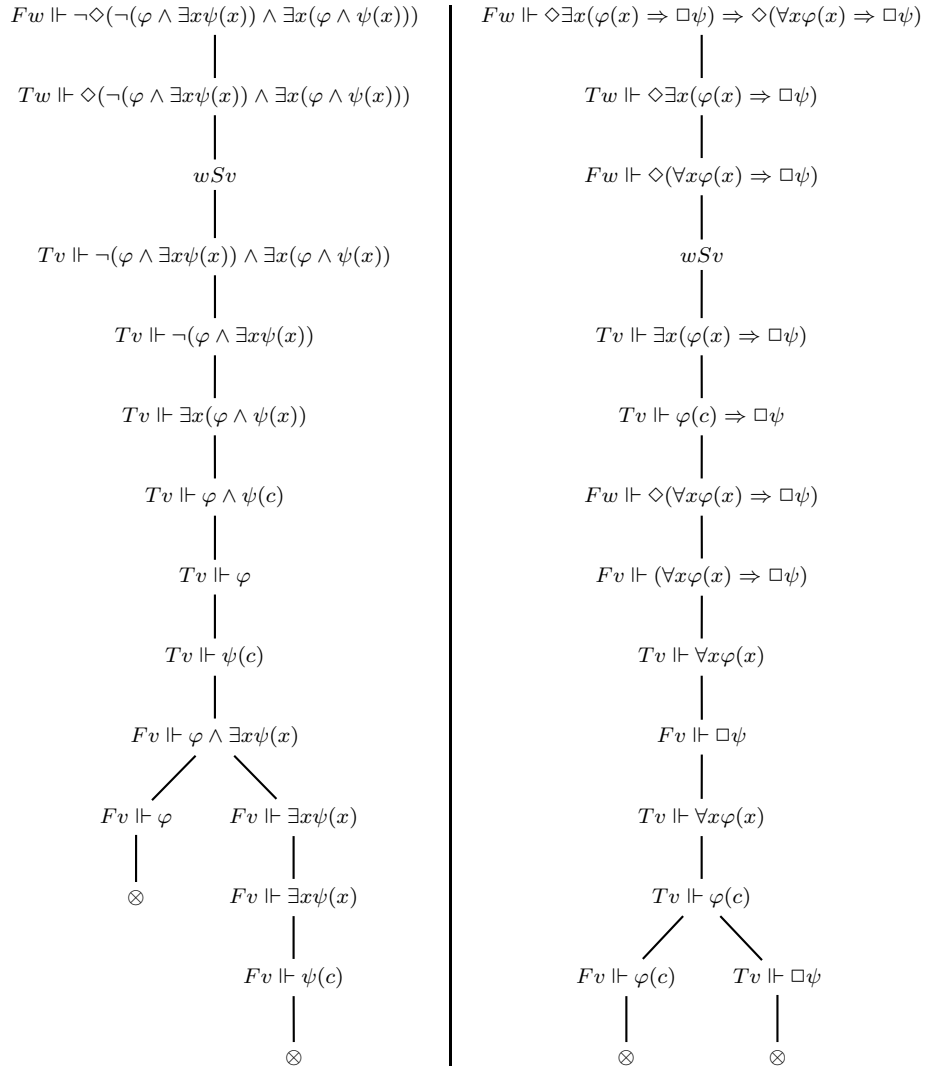 Fw ⊩ ¬◇(¬(φ ∧ ∃xψ(x)) ∧ ∃x(φ ∧ ψ(x)))
Tw ⊩ ◇(¬(φ ∧ ∃xψ(x)) ∧ ∃x(φ ∧ ψ(x)))
wSv
Tv ⊩ ¬(φ ∧ ∃xψ(x)) ∧ ∃x(φ ∧ ψ(x))
Tv ⊩ ¬(φ ∧ ∃xψ(x))
Tv ⊩ ∃x(φ ∧ ψ(x))
Tv ⊩ φ ∧ ψ(c)
Tv ⊩ φ
Tv ⊩ ψ(c)
Fv ⊩ φ ∧ ∃xψ(x)
Fv ⊩ φ Fv ⊩ ∃xψ(x)
⊗ Fv ⊩ ∃xψ(x)
Fv ⊩ ψ(c)
⊗
Fw ⊩ ◇∃x(φ(x) ⇒ □ψ) ⇒ ◇(∀xφ(x) ⇒ □ψ)
Tw ⊩ ◇∃x(φ(x) ⇒ □ψ)
Fw ⊩ ◇(∀xφ(x) ⇒ □ψ)
wSv
Tv ⊩ ∃x(φ(x) ⇒ □ψ)
Tv ⊩ φ(c) ⇒ □ψ
Fw ⊩ ◇(∀xφ(x) ⇒ □ψ)
Fv ⊩ (∀xφ(x) ⇒ □ψ)
Tv ⊩ ∀xφ(x)
Fv ⊩ □ψ
Tv ⊩ ∀xφ(x)
Tv ⊩ φ(c)
Fv ⊩ φ(c) Tv ⊩ □ψ
⊗ ⊗